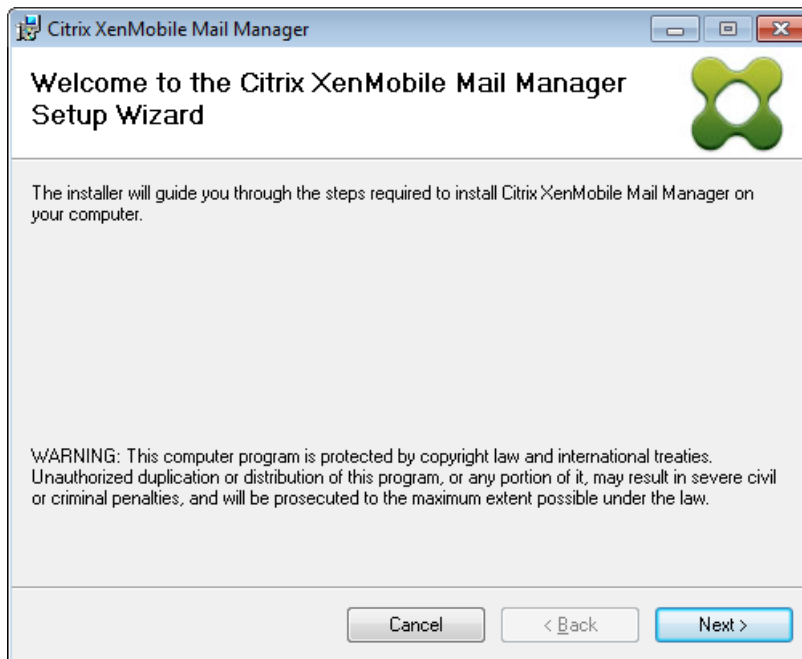 Citrix XenMobile Mail Manager
Welcome to the Citrix XenMobile Mail Manager
Setup Wizard
The installer will guide you through the steps required to install Citrix XenMobile Mail Manager on
your computer.
WARNING: This computer program is protected by copyright law and international treaties.
Unauthorized duplication or distribution of this program, or any portion of it, may result in severe civil
or criminal penalties, and will be prosecuted to the maximum extent possible under the law.
Cancel
< Back
Next >